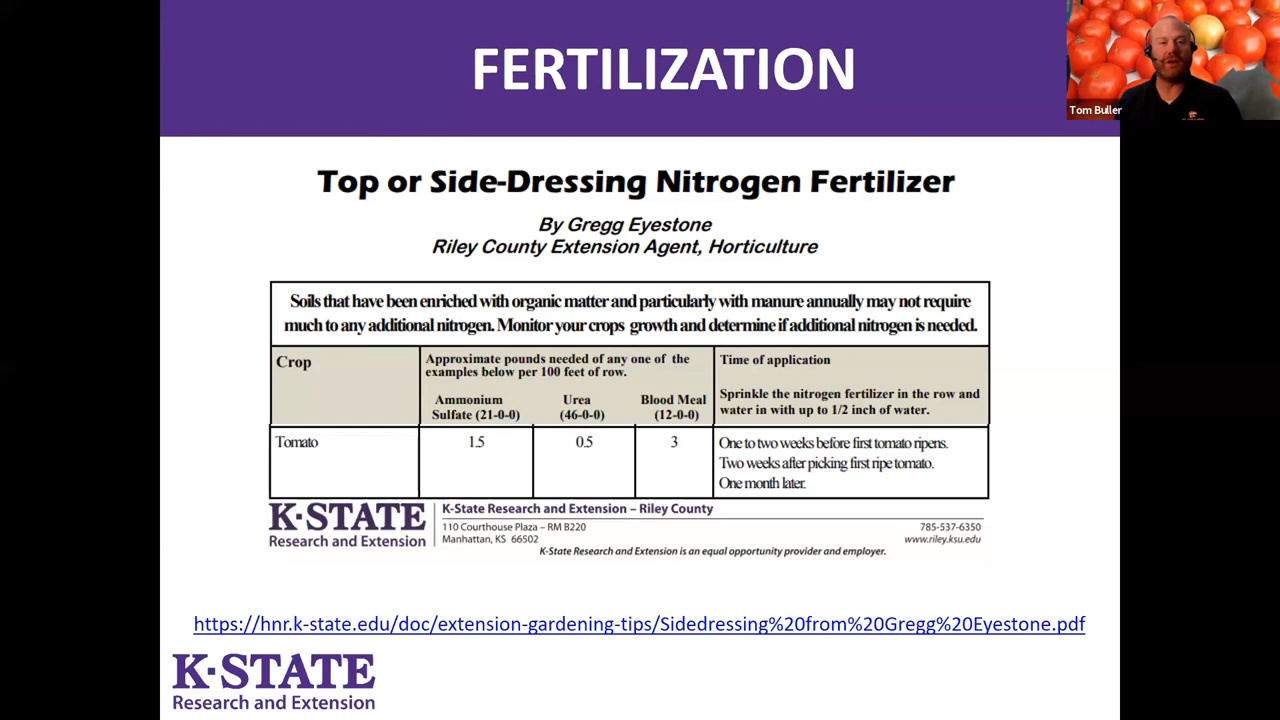 FERTILIZATION
Tom Buller
Top or Side-Dressing Nitrogen Fertilizer
By Gregg Eyestone
Riley County Extension Agent, Horticulture
Soils that have been enriched with organic matter and particularly with manure annually may not require
much to any additional nitrogen. Monitor your crops growth and determine if additional nitrogen is needed.
Crop
Approximate pounds needed of any one of the
examples below per 100 feet of row.
Ammonium
Sulfate (21-0-0)
Urea
(46-0-0)
Blood Meal
(12-0-0)
Time of application
Sprinkle the nitrogen fertilizer in the row and
water in with up to 1/2 inch of water.
Tomato
1.5
0.5
3
One to two weeks before first tomato ripens.
Two weeks after picking first ripe tomato.
One month later.
K-STATE
Research and Extension
K-State Research and Extension – Riley County
110 Courthouse Plaza – RM B220
Manhattan, KS 66502
785-537-6350
www.riley.ksu.edu
K-State Research and Extension is an equal opportunity provider and employer.
https://hnr.k-state.edu/doc/extension-gardening-tips/Sidedressing%20from%20Gregg%20Eyestone.pdf
K-STATE
Research and Extension